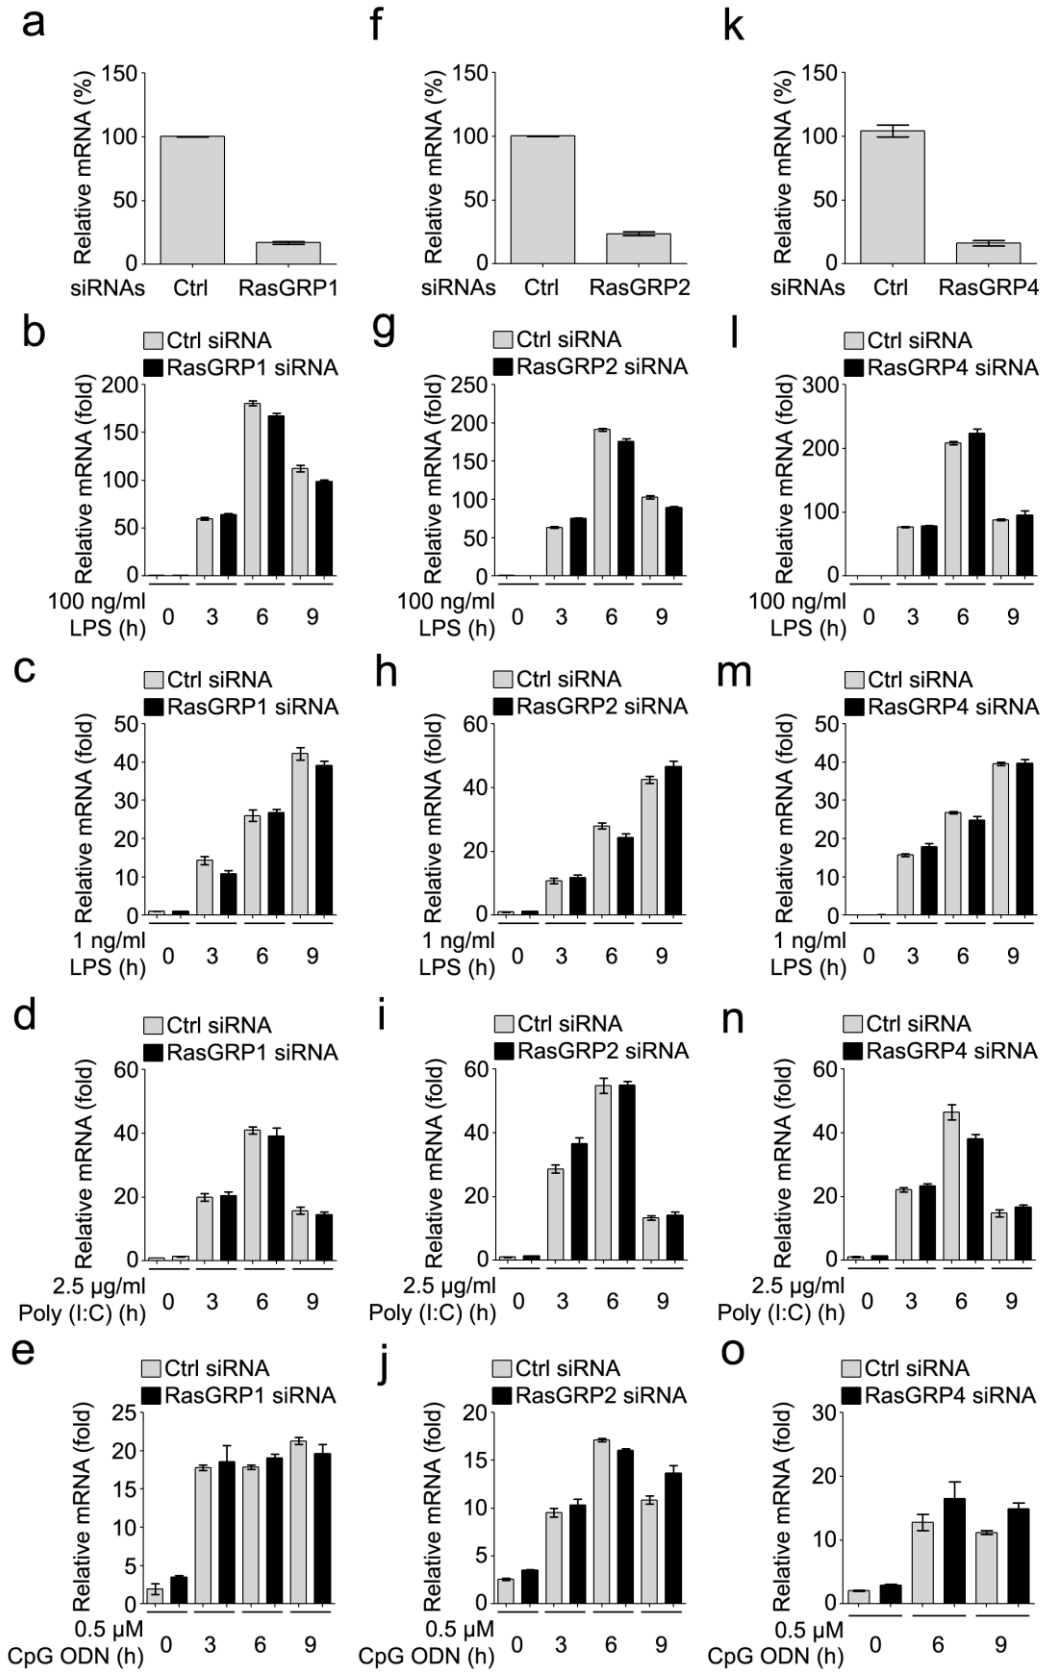 a
Relative mRNA (%)
150
100
50
0
siRNAs Ctrl RasGRP1
f
Relative mRNA (%)
150
100
50
0
siRNAs Ctrl RasGRP2
k
Relative mRNA (%)
150
100
50
0
siRNAs Ctrl RasGRP4
b
Ctrl siRNA
RasGRP1 siRNA
Relative mRNA (fold)
200
150
100
50
0
100 ng/ml
LPS (h)
0 3 6 9
g
Ctrl siRNA
RasGRP2 siRNA
Relative mRNA (fold)
250
200
150
100
50
0
100 ng/ml
LPS (h)
0 3 6 9
l
Ctrl siRNA
RasGRP4 siRNA
Relative mRNA (fold)
300
200
100
0
100 ng/ml
LPS (h)
0 3 6 9
c
Ctrl siRNA
RasGRP1 siRNA
Relative mRNA (fold)
50
40
30
20
10
0
1 ng/ml
LPS (h)
0 3 6 9
h
Ctrl siRNA
RasGRP2 siRNA
Relative mRNA (fold)
60
40
20
0
1 ng/ml
LPS (h)
0 3 6 9
m
Ctrl siRNA
RasGRP4 siRNA
Relative mRNA (fold)
50
40
30
20
10
0
1 ng/ml
LPS (h)
0 3 6 9
d
Ctrl siRNA
RasGRP1 siRNA
Relative mRNA (fold)
60
40
20
0
2.5 μg/ml
Poly (I:C) (h)
0 3 6 9
i
Ctrl siRNA
RasGRP2 siRNA
Relative mRNA (fold)
60
40
20
0
2.5 μg/ml
Poly (I:C) (h)
0 3 6 9
n
Ctrl siRNA
RasGRP4 siRNA
Relative mRNA (fold)
60
40
20
0
2.5 μg/ml
Poly (I:C) (h)
0 3 6 9
e
Ctrl siRNA
RasGRP1 siRNA
Relative mRNA (fold)
25
20
15
10
5
0
0.5 μM
CpG ODN (h)
0 3 6 9
j
Ctrl siRNA
RasGRP2 siRNA
Relative mRNA (fold)
20
15
10
5
0
0.5 μM
CpG ODN (h)
0 3 6 9
o
Ctrl siRNA
RasGRP4 siRNA
Relative mRNA (fold)
30
20
10
0
0.5 μM
CpG ODN (h)
0 6 9